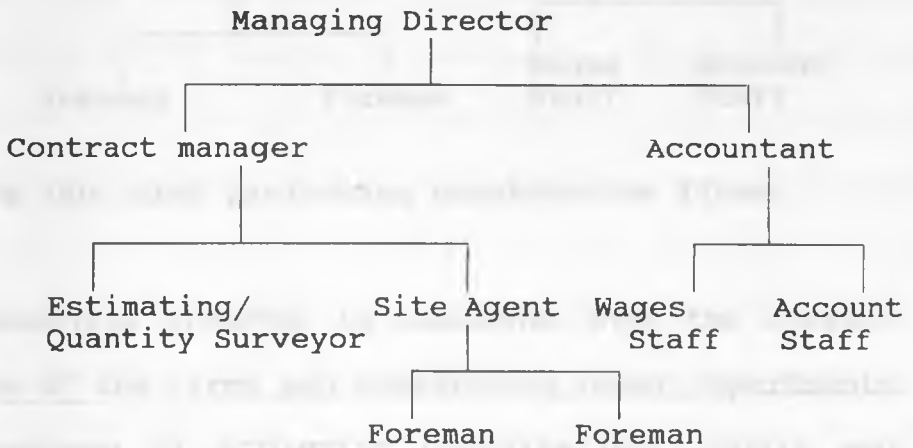 Managing Director
Contract manager Accountant
Estimating/ Site Agent Wages Account
Quantity Surveyor Staff Staff
Foreman Foreman